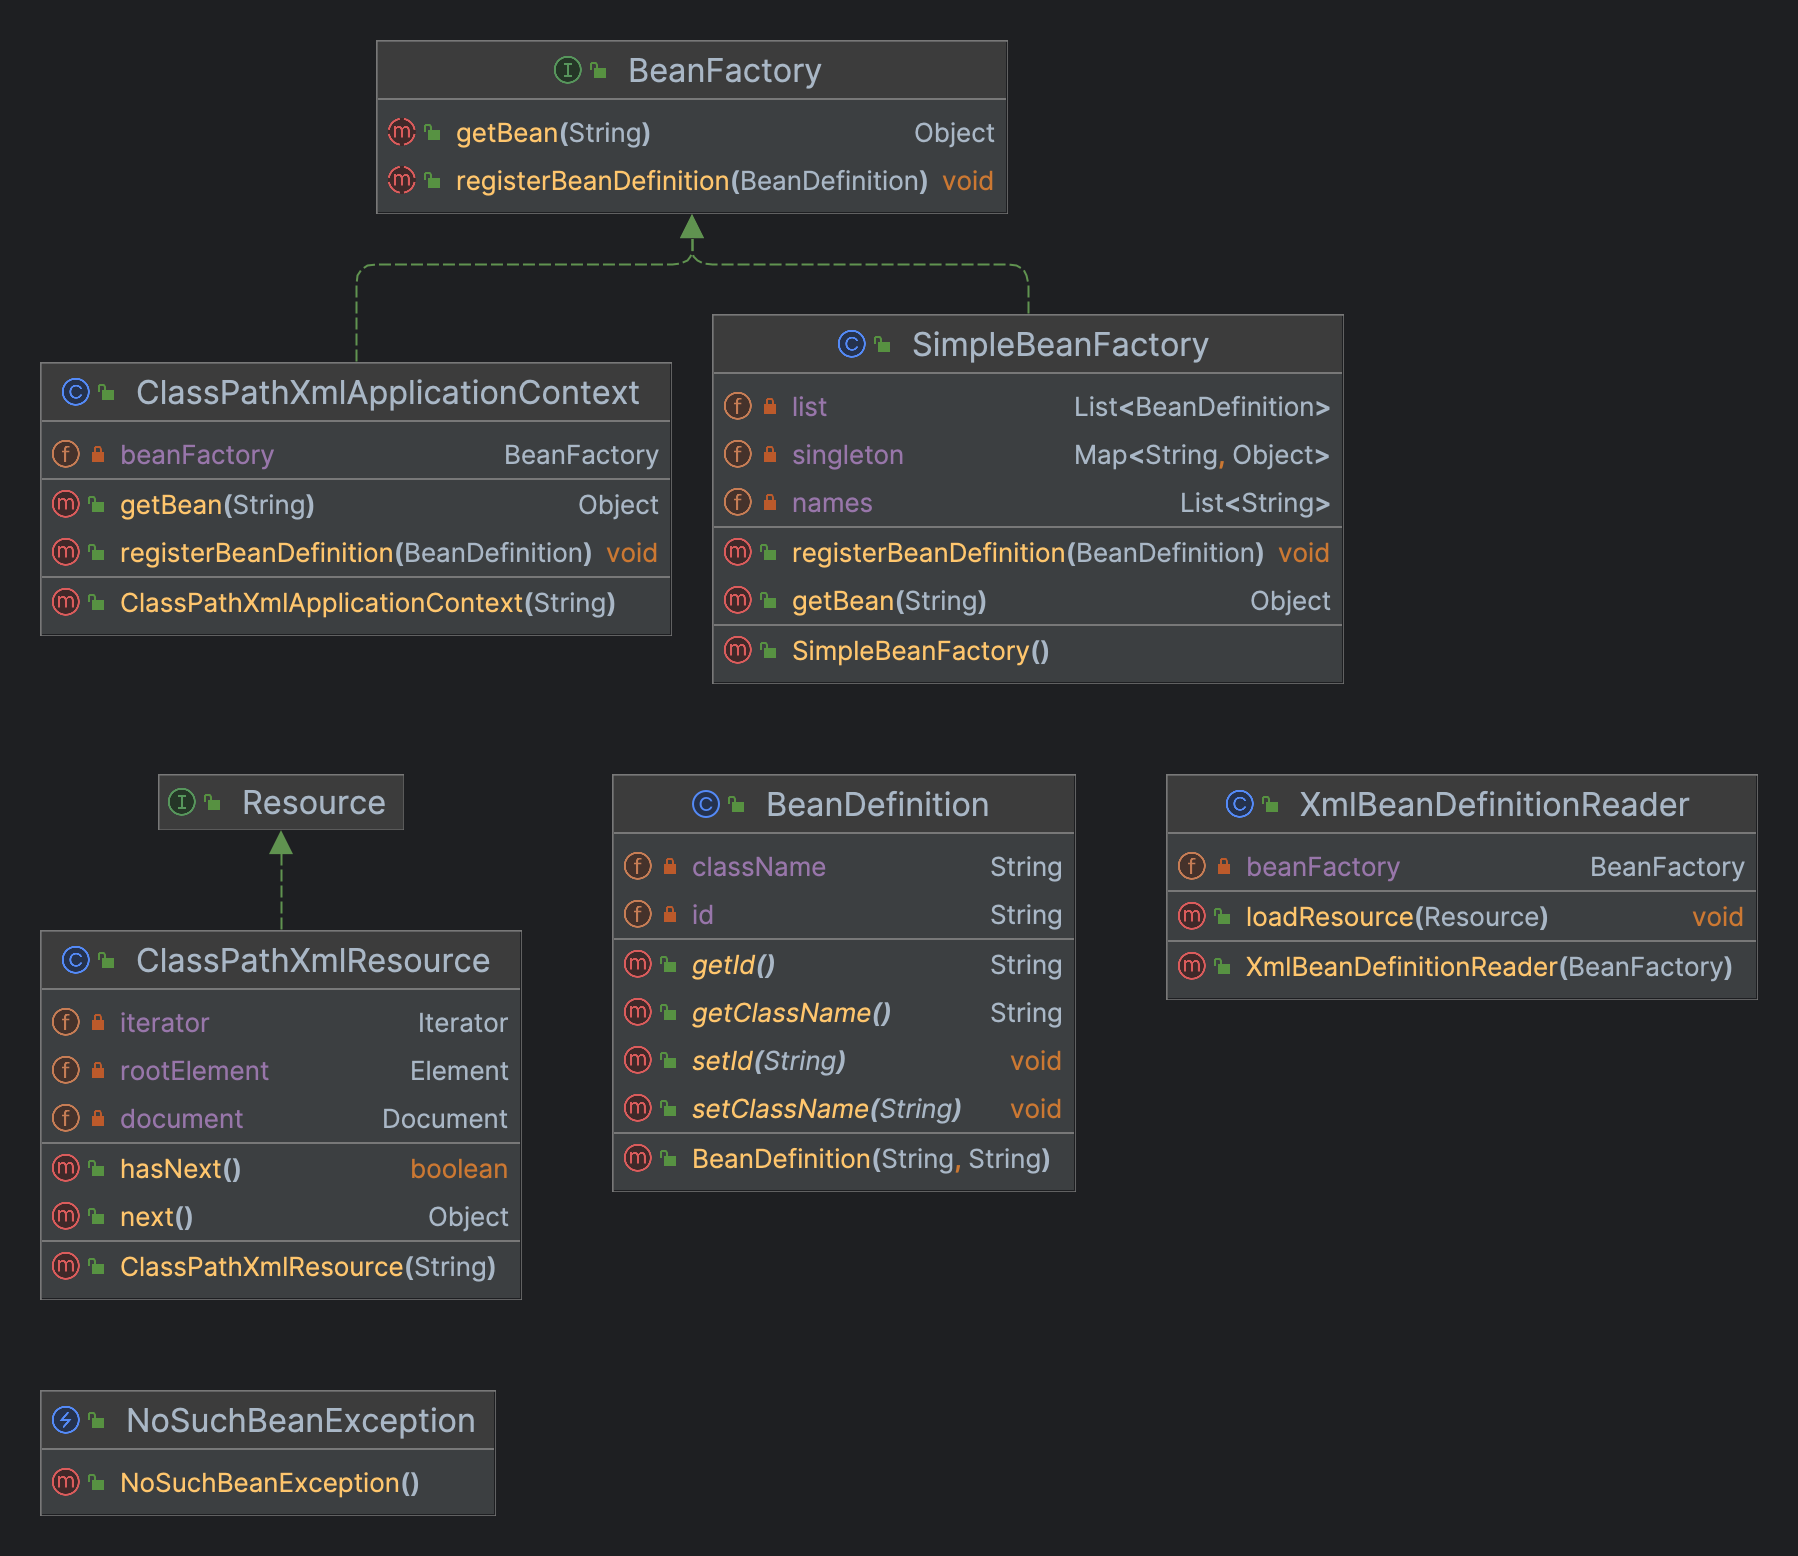 BeanFactory
getBean(String) Object
registerBeanDefinition(BeanDefinition) void
ClassPathXmlApplicationContext
beanFactory BeanFactory
getBean(String) Object
registerBeanDefinition(BeanDefinition) void
ClassPathXmlApplicationContext(String)
SimpleBeanFactory
list List<BeanDefinition>
singleton Map<String, Object>
names List<String>
registerBeanDefinition(BeanDefinition) void
getBean(String) Object
SimpleBeanFactory()
Resource
ClassPathXmlResource
iterator Iterator
rootElement Element
document Document
hasNext() boolean
next() Object
ClassPathXmlResource(String)
BeanDefinition
className String
id String
getId() String
getClassName() String
setId(String) void
setClassName(String) void
BeanDefinition(String, String)
XmlBeanDefinitionReader
beanFactory BeanFactory
loadResource(Resource) void
XmlBeanDefinitionReader(BeanFactory)
NoSuchBeanException
NoSuchBeanException()